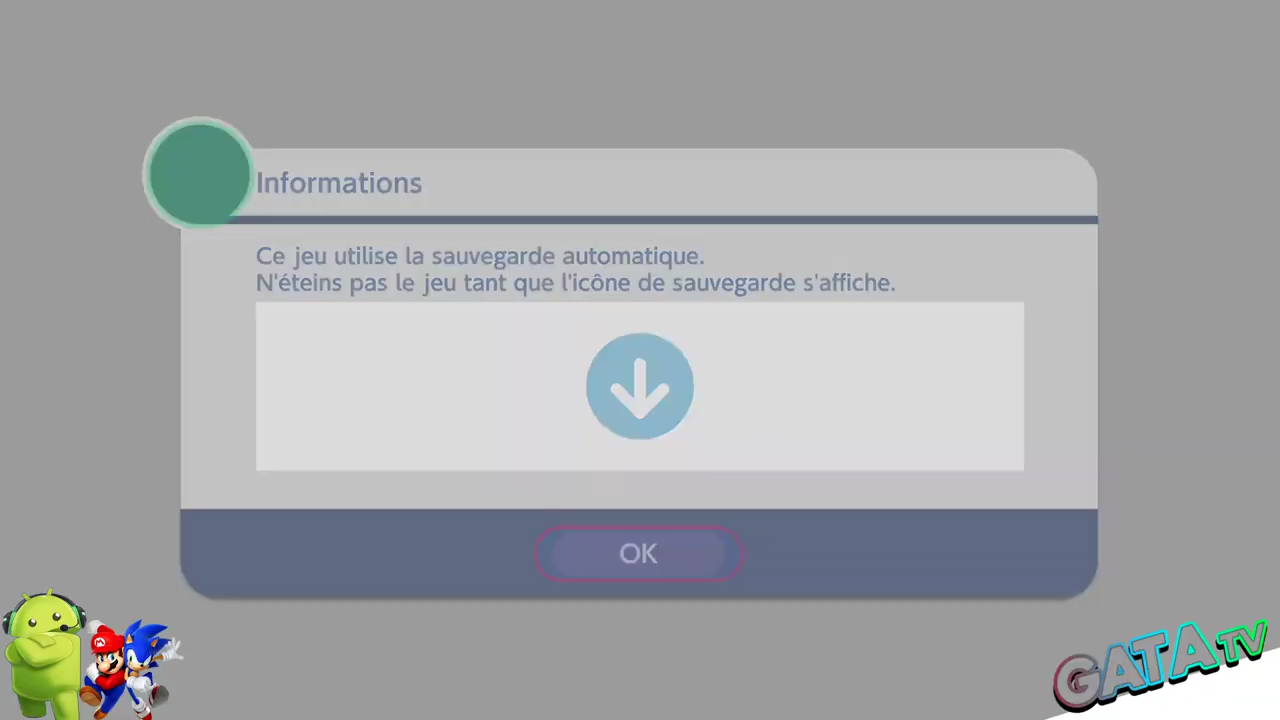 Informations
Ce jeu utilise la sauvegarde automatique.
N'éteins pas le jeu tant que l'icône de sauvegarde s'affiche.
OK
GATA TV